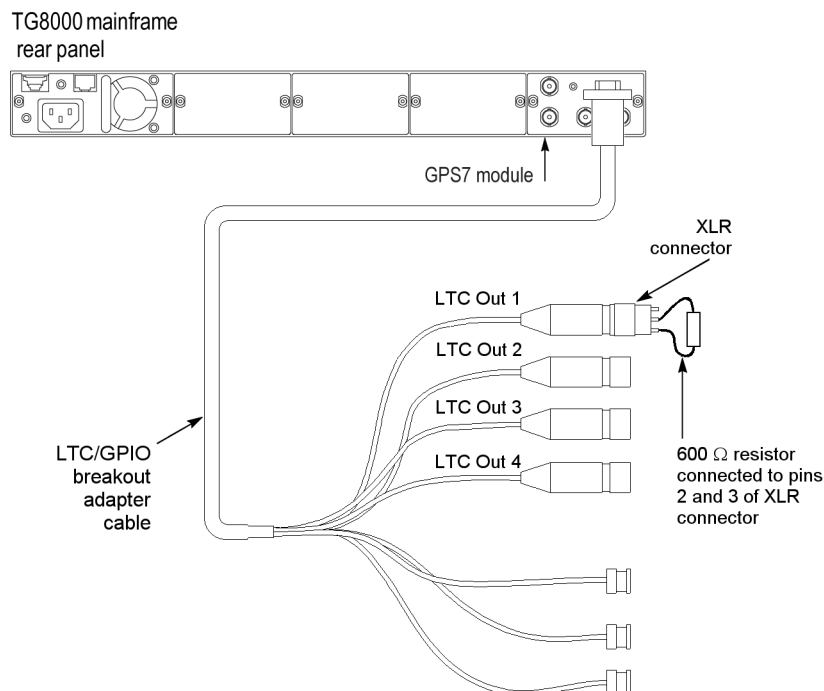 TG8000 mainframe
rear panel
GPS7 module
XLR
connector
LTC Out 1
LTC Out 2
LTC Out 3
LTC Out 4
LTC/GPIO
breakout
adapter
cable
600 Ω resistor
connected to pins
2 and 3 of XLR
connector